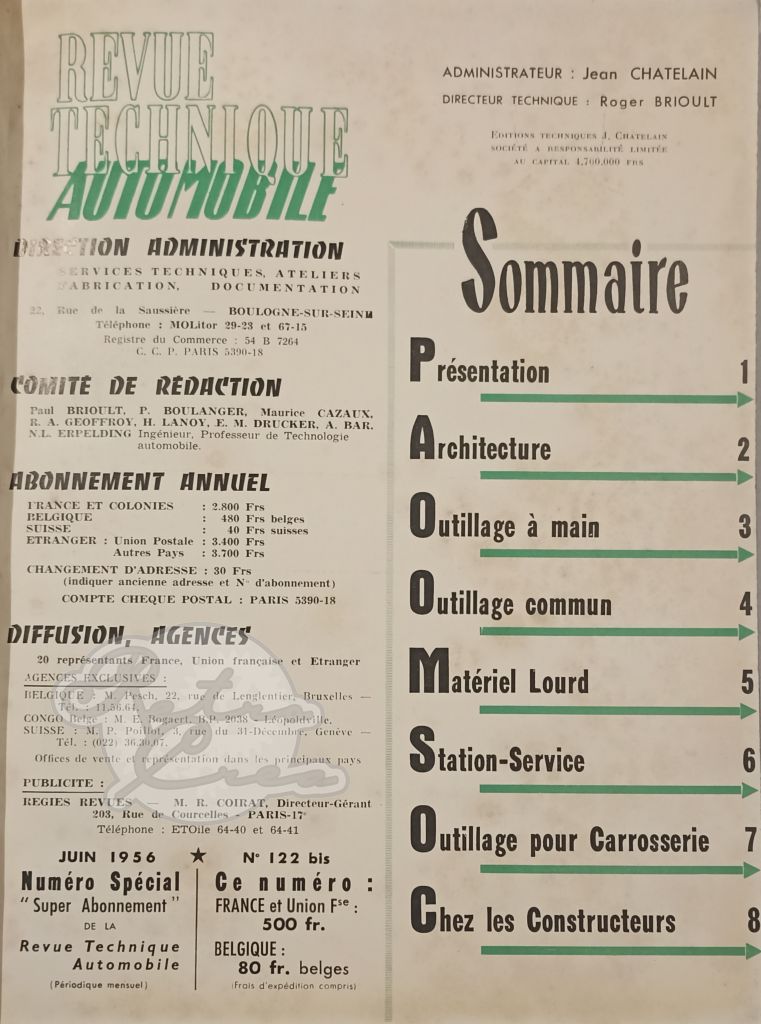 REVUE
TECHNIQUE
AUTOMOBILE
DIRECTION ADMINISTRATION
SERVICES TECHNIQUES, ATELIERS
FABRICATION, DOCUMENTATION
22, Rue de la Saussière — BOULOGNE-SUR-SEINE
Téléphone : MOLitor 29-23 et 67-15
Registre du Commerce : 54 B 7264
C. C. P. PARIS 5390-18
COMITÉ DE RÉDACTION
Paul BRIOULT, P. BOULANGER, Maurice CAZAUX,
R. A. GEOFFROY, H. LANOY, E. M. DRUCKER, A. BAR.
N.L. ERPELDING Ingénieur, Professeur de Technologie
automobile.
ABONNEMENT ANNUEL
FRANCE ET COLONIES : 2.800 Frs
BELGIQUE : 480 Frs belges
SUISSE : 40 Frs suisses
ETRANGER : Union Postale : 3.400 Frs
Autres Pays : 3.700 Frs
CHANGEMENT D'ADRESSE : 30 Frs
(indiquer ancienne adresse et N° d'abonnement)
COMPTE CHEQUE POSTAL : PARIS 5390-18
DIFFUSION, AGENCES
20 représentants France, Union française et Etranger
AGENCES EXCLUSIVES :
BELGIQUE : M. Pesch, 22, rue de Lenglentier, Bruxelles —
Tél. : 11.56.64.
CONGO Belge : M. E. Bogaert, B.P. 2038 - Léopoldville.
SUISSE : M. P. Poillot, 3, rue du 31-Décembre, Genève —
Tél. : (022) 36.30.07.
Offices de vente et représentation dans les principaux pays
PUBLICITE :
REGIES REVUES — M. R. COIRAT, Directeur-Gérant
203, Rue de Courcelles - PARIS-17e
Téléphone : ETOile 64-40 et 64-41
JUIN 1956 ★ N° 122 bis
Numéro Spécial
"Super Abonnement"
DE LA
Revue Technique
Automobile
(Périodique mensuel)
Ce numéro :
FRANCE et Union Fse :
500 fr.
BELGIQUE :
80 fr. belges
(Frais d'expédition compris)
ADMINISTRATEUR : Jean CHATELAIN
DIRECTEUR TECHNIQUE : Roger BRIOULT
EDITIONS TECHNIQUES J. CHATELAIN
SOCIÉTÉ A RESPONSABILITÉ LIMITÉE
AU CAPITAL 4.700.000 FRS
Sommaire
Présentation 1
Architecture 2
Outillage à main 3
Outillage commun 4
Matériel Lourd 5
Station-Service 6
Outillage pour Carrosserie 7
Chez les Constructeurs 8
Retro
Crea